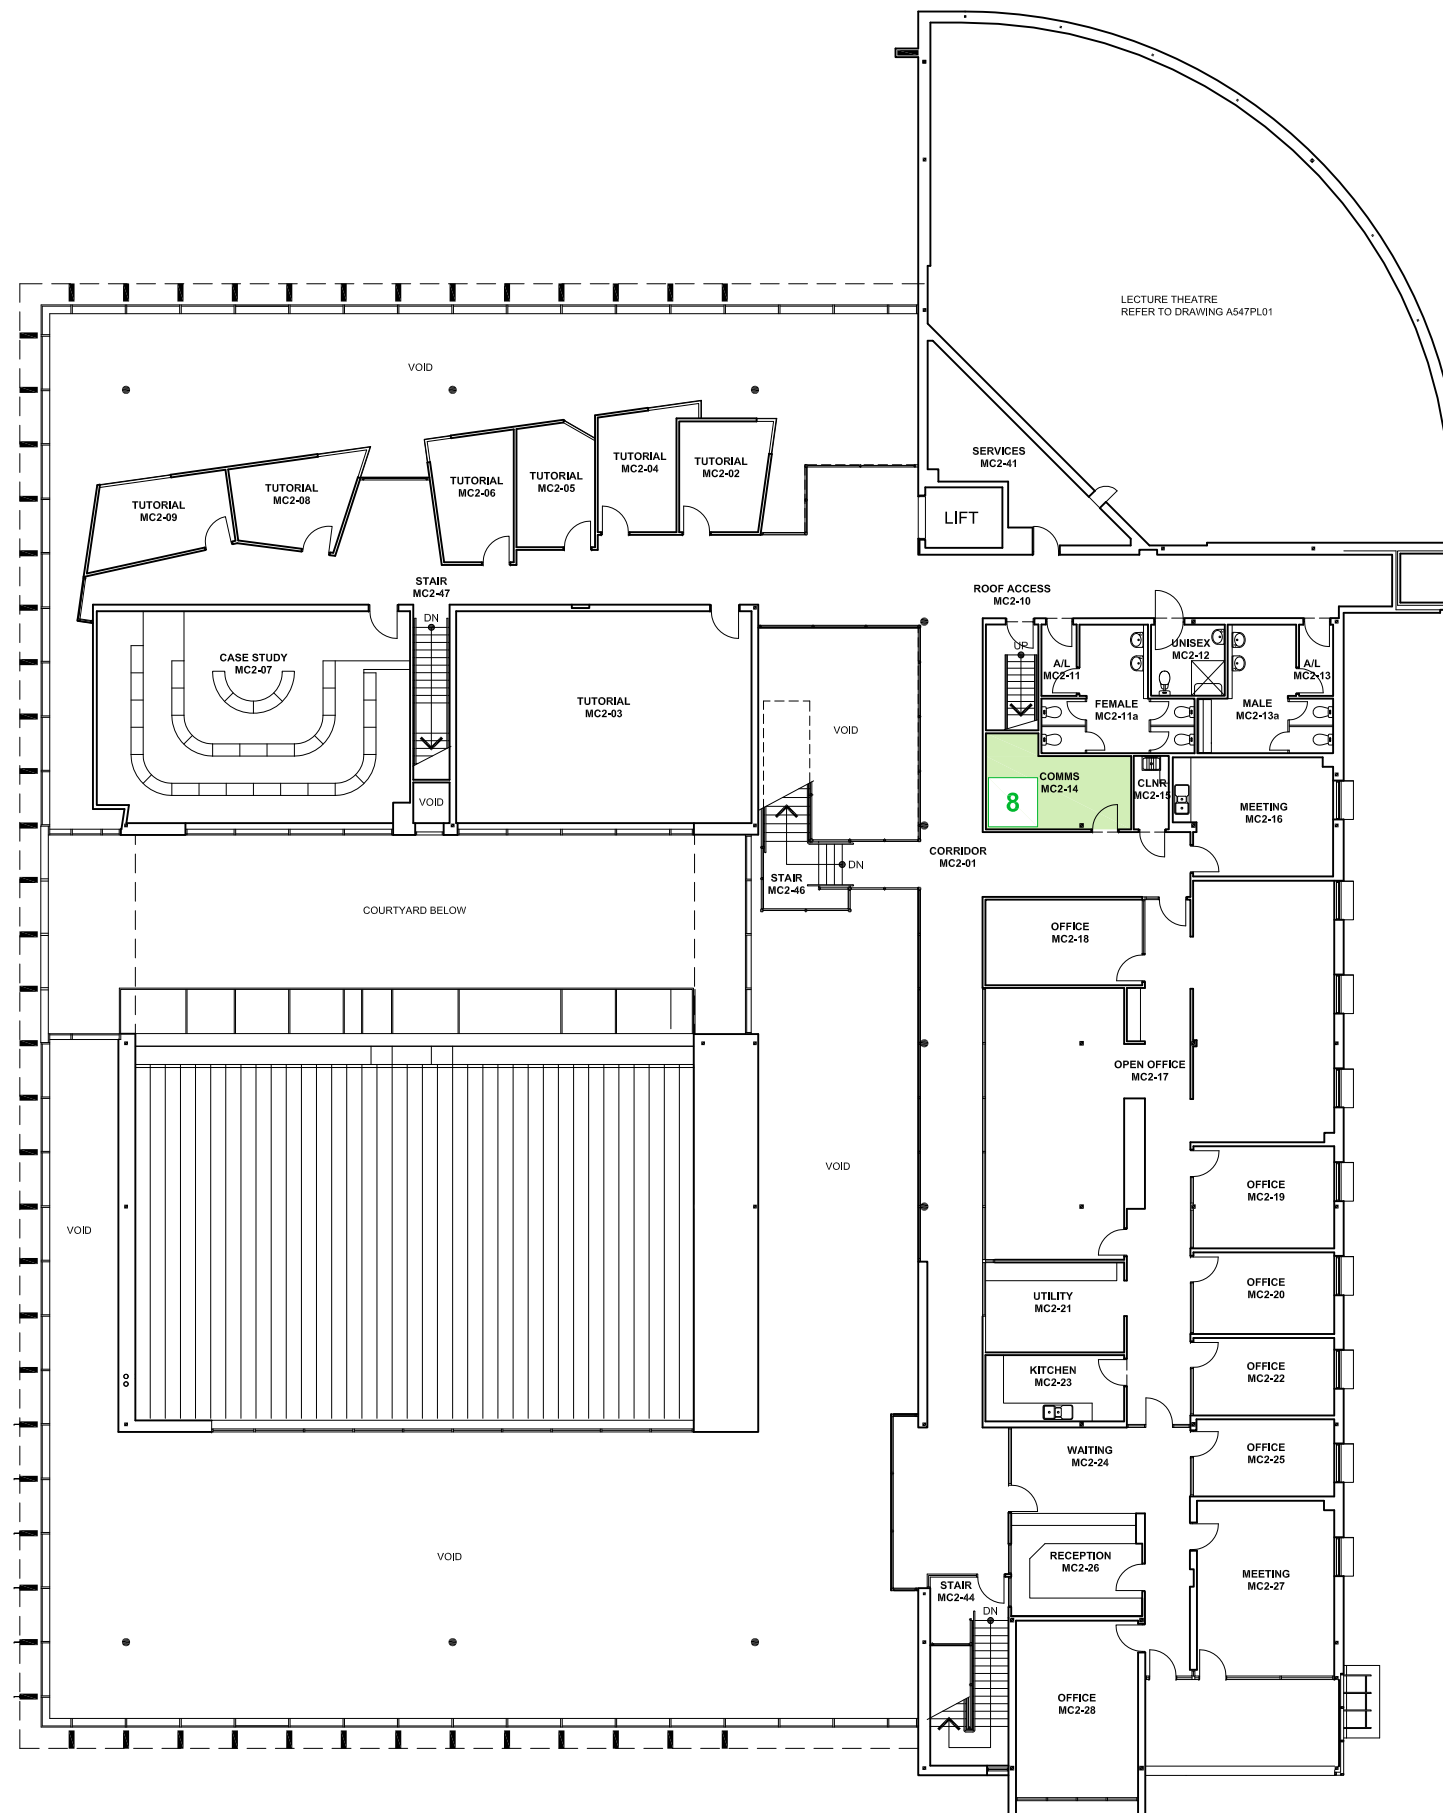 LECTURE THEATRE
REFER TO DRAWING A547PL01
VOID
SERVICES
MC2-41
TUTORIAL
MC2-04
TUTORIAL
MC2-02
TUTORIAL
MC2-05
TUTORIAL
MC2-06
TUTORIAL
MC2-08
TUTORIAL
MC2-09
LIFT
STAIR
MC2-47
DN
ROOF ACCESS
MC2-10
UP
A/L
MC2-11
UNISEX
MC2-12
A/L
MC2-13
CASE STUDY
MC2-07
TUTORIAL
MC2-03
FEMALE
MC2-11a
MALE
MC2-13a
VOID
VOID
COMMS
MC2-14
8
CLNR
MC2-15
MEETING
MC2-16
CORRIDOR
MC2-01
DN
STAIR
MC2-46
COURTYARD BELOW
OFFICE
MC2-18
OPEN OFFICE
MC2-17
VOID
VOID
OFFICE
MC2-19
OFFICE
MC2-20
UTILITY
MC2-21
OFFICE
MC2-22
KITCHEN
MC2-23
WAITING
MC2-24
OFFICE
MC2-25
VOID
RECEPTION
MC2-26
MEETING
MC2-27
STAIR
MC2-44
DN
OFFICE
MC2-28